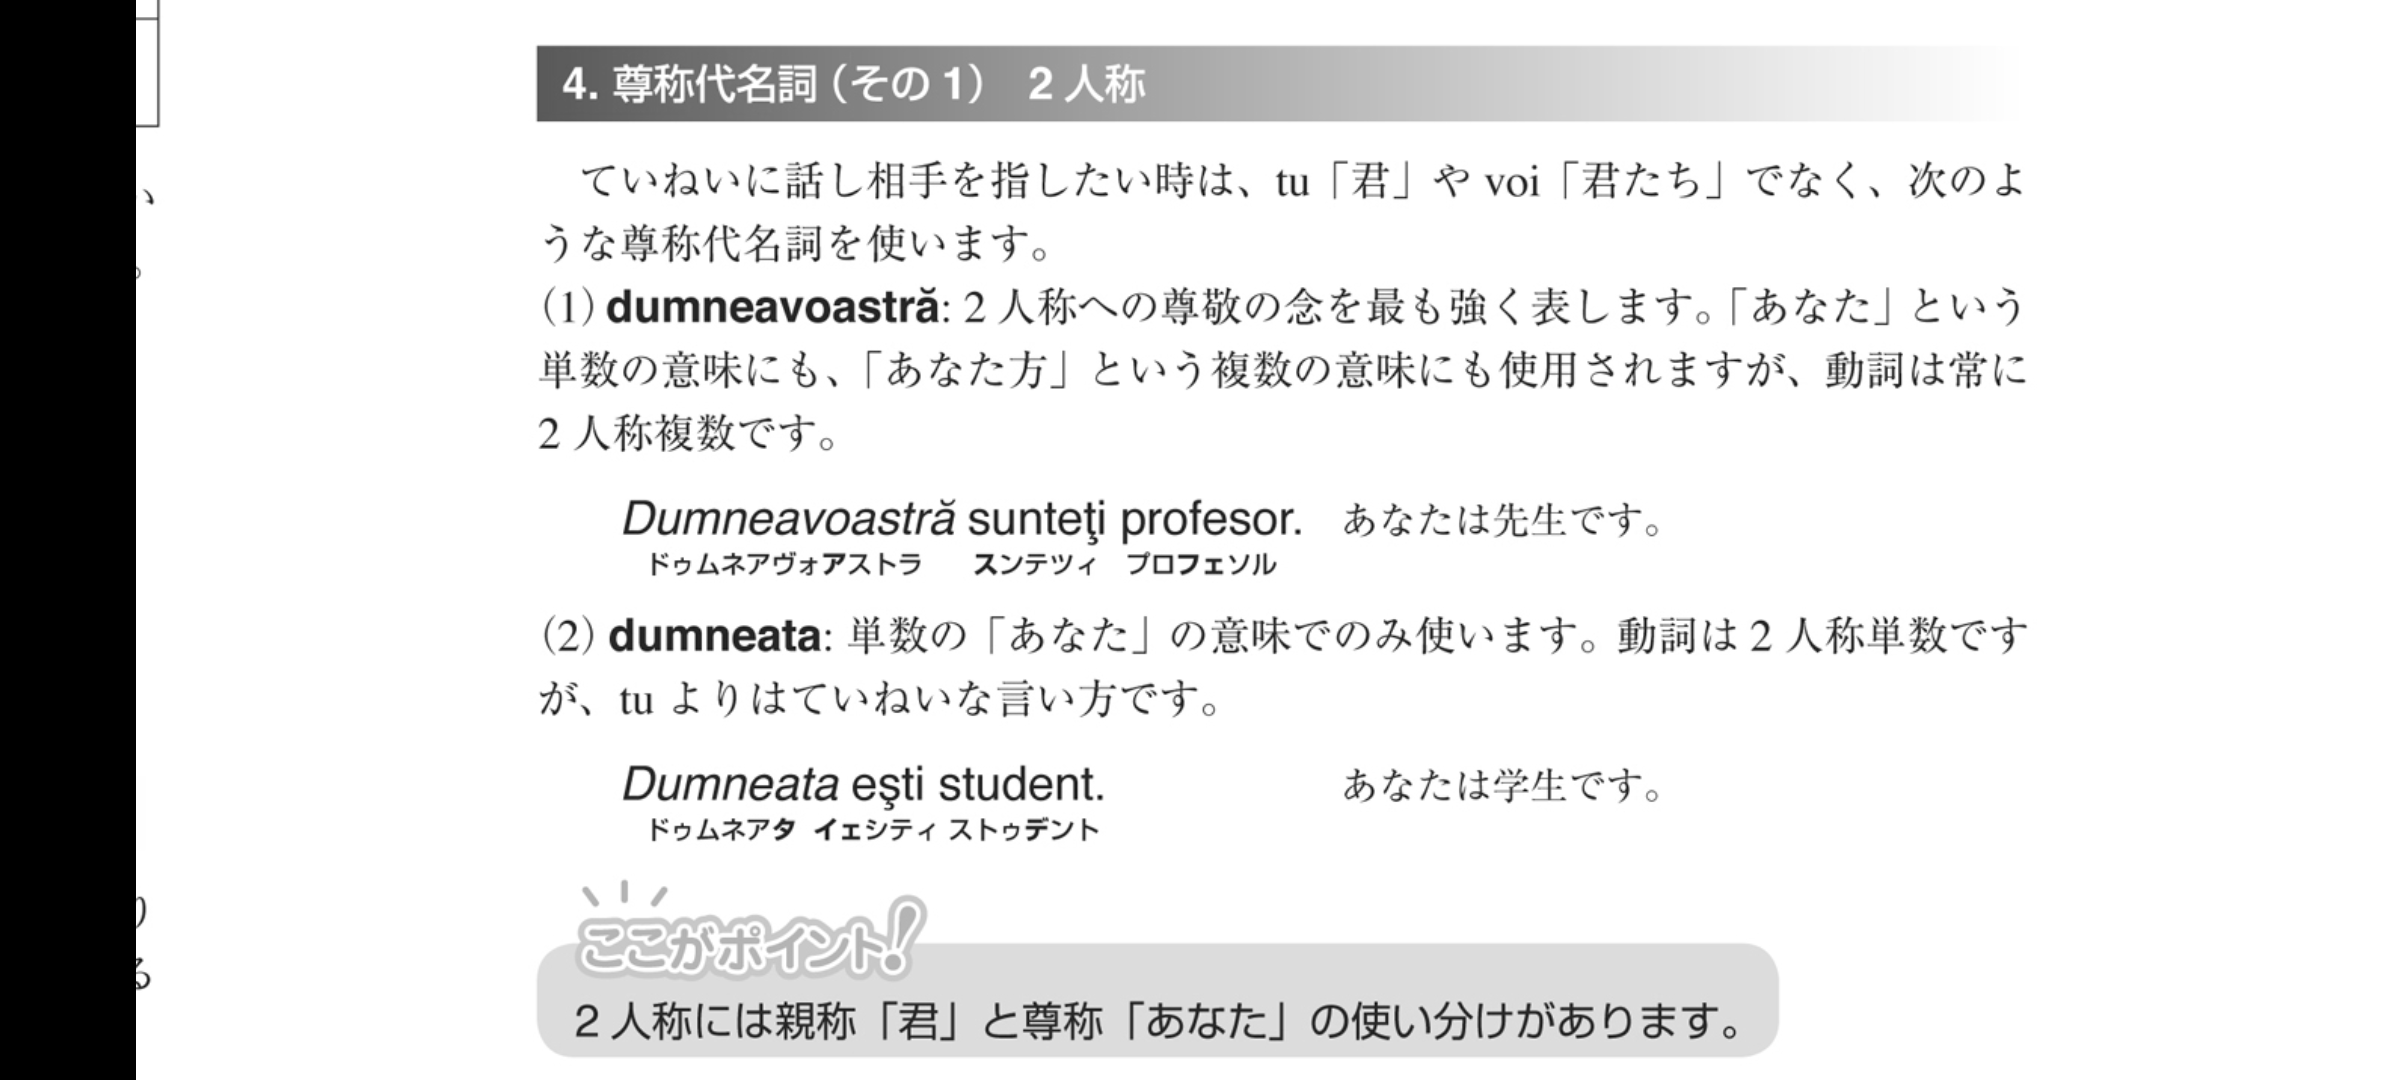 4. 尊称代名詞（その 1） 2 人称
ていねいに話し相手を指したい時は、tu「君」や voi「君たち」でなく、次のよ
うな尊称代名詞を使います。
(1) dumneavoastră: 2 人称への尊敬の念を最も強く表します。「あなた」という
単数の意味にも、「あなた方」という複数の意味にも使用されますが、動詞は常に
2 人称複数です。
Dumneavoastră sunteţi profesor. あなたは先生です。
ドゥムネアヴォアストラ スンテツィ プロフェソル
(2) dumneata: 単数の「あなた」の意味でのみ使います。動詞は 2 人称単数です
が、tu よりはていねいな言い方です。
Dumneata eşti student. あなたは学生です。
ドゥムネアタ イェシティ ストゥデント
ここがポイント!
2 人称には親称「君」と尊称「あなた」の使い分けがあります。